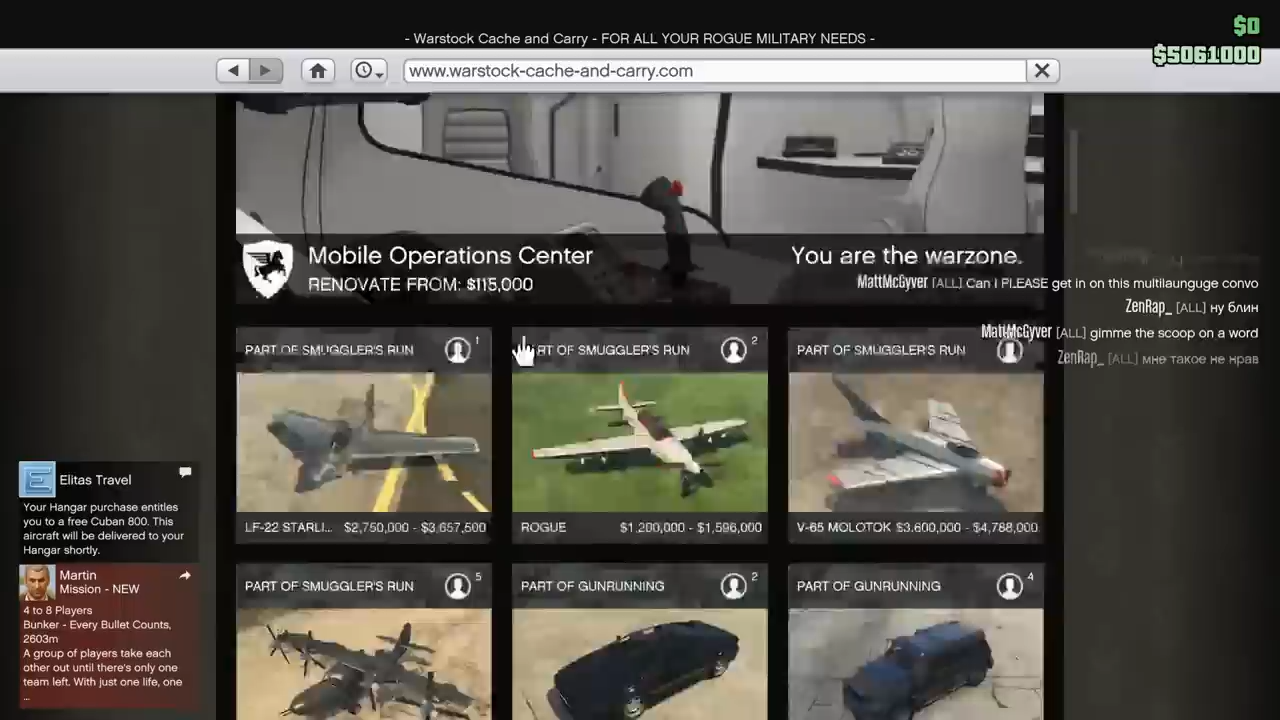 - Warstock Cache and Carry - FOR ALL YOUR ROGUE MILITARY NEEDS -
$0
$5061000
www.warstock-cache-and-carry.com
Mobile Operations Center
RENOVATE FROM: $115,000
You are the warzone.
MattMcGyver [ALL] Can I PLEASE get in on this multilaunguge convo
ZenRap_ [ALL] ну блин
MattMcGyver [ALL] gimme the scoop on a word
ZenRap_ [ALL] мне такое не нрав
PART OF SMUGGLER'S RUN 1
PART OF SMUGGLER'S RUN 2
PART OF SMUGGLER'S RUN
LF-22 STARLI... $2,750,000 - $3,657,500
ROGUE $1,200,000 - $1,596,000
V-65 MOLOTOK $3,600,000 - $4,788,000
PART OF SMUGGLER'S RUN 5
PART OF GUNRUNNING 2
PART OF GUNRUNNING 4
Elitas Travel
Your Hangar purchase entitles
you to a free Cuban 800. This
aircraft will be delivered to your
Hangar shortly.
Martin
Mission - NEW
4 to 8 Players
Bunker - Every Bullet Counts,
2603m
A group of players take each
other out until there's only one
team left. With just one life, one
...